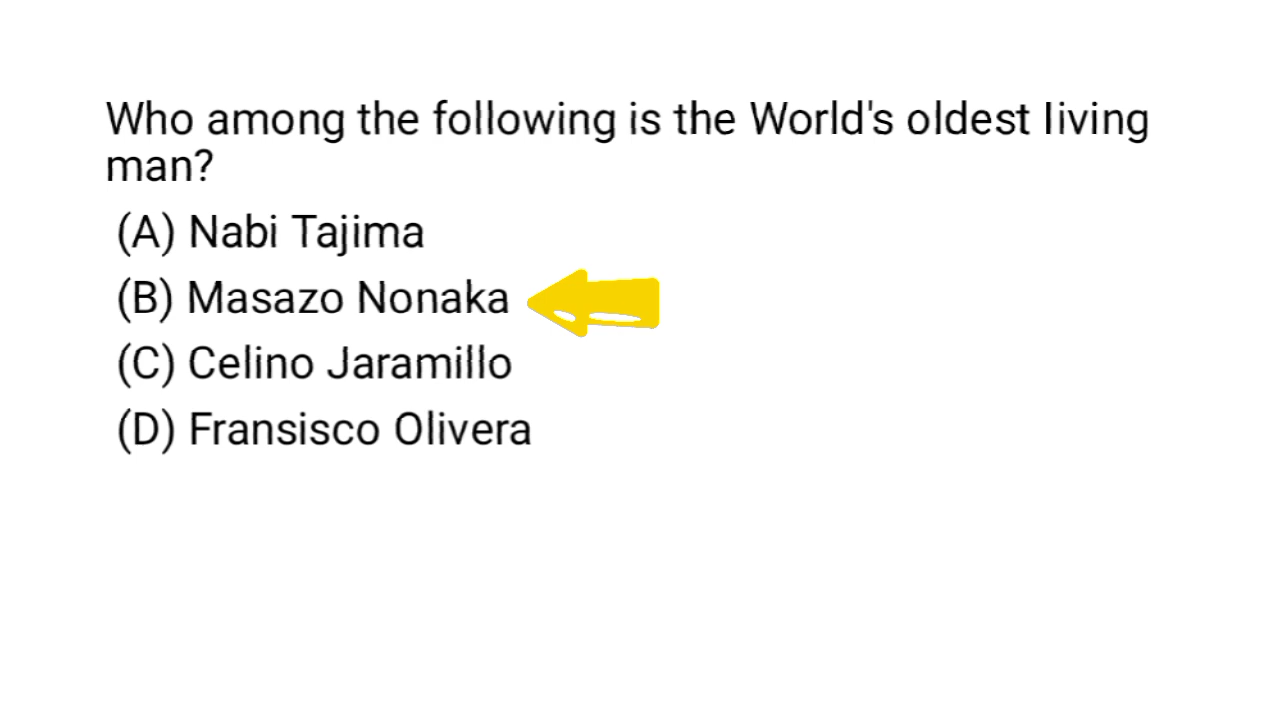 Who among the following is the World's oldest living
man?
(A) Nabi Tajima
(B) Masazo Nonaka
(C) Celino Jaramillo
(D) Fransisco Olivera